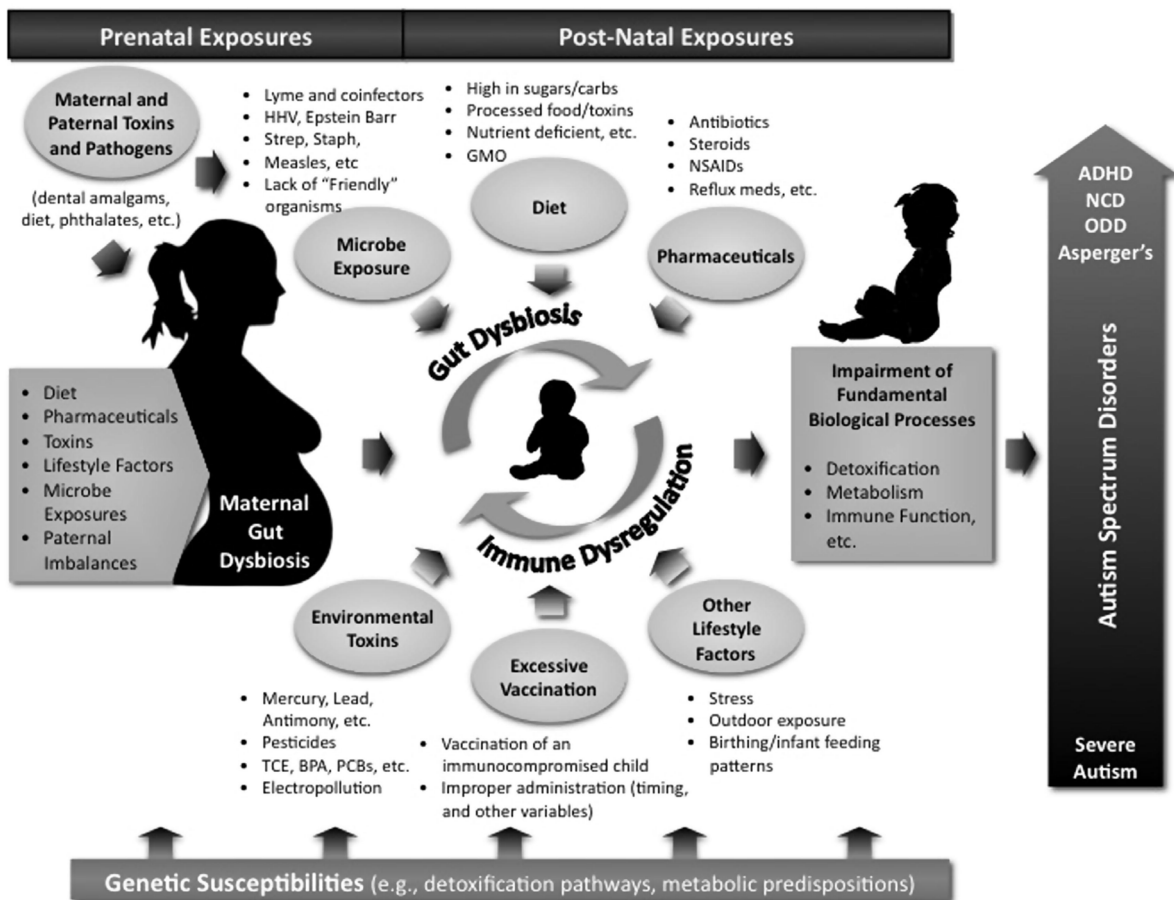 Prenatal Exposures
Post-Natal Exposures
Maternal and
Paternal Toxins
and Pathogens
(dental amalgams,
diet, phthalates, etc.)
• Lyme and coinfectors
• HHV, Epstein Barr
• Strep, Staph,
• Measles, etc
• Lack of “Friendly”
organisms
Microbe
Exposure
• High in sugars/carbs
• Processed food/toxins
• Nutrient deficient, etc.
• GMO
Diet
• Antibiotics
• Steroids
• NSAIDs
• Reflux meds, etc.
Pharmaceuticals
• Diet
• Pharmaceuticals
• Toxins
• Lifestyle Factors
• Microbe
Exposures
• Paternal
Imbalances
Maternal
Gut
Dysbiosis
Gut Dysbiosis
Immune Dysregulation
Impairment of
Fundamental
Biological Processes
• Detoxification
• Metabolism
• Immune Function,
etc.
Environmental
Toxins
• Mercury, Lead,
Antimony, etc.
• Pesticides
• TCE, BPA, PCBs, etc.
• Electropollution
Excessive
Vaccination
• Vaccination of an
immunocompromised child
• Improper administration (timing,
and other variables)
Other
Lifestyle
Factors
• Stress
• Outdoor exposure
• Birthing/infant feeding
patterns
ADHD
NCD
ODD
Asperger’s
Autism Spectrum Disorders
Severe
Autism
Genetic Susceptibilities (e.g., detoxification pathways, metabolic predispositions)